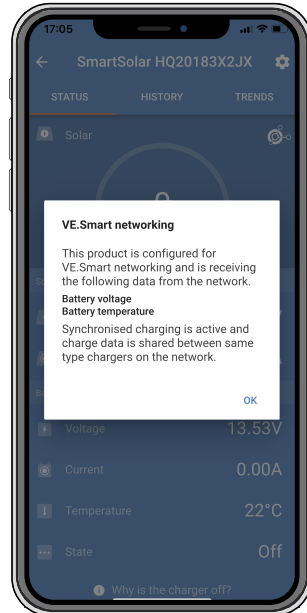 17:05
SmartSolar HQ20183X2JX
STATUS HISTORY TRENDS
Solar
VE.Smart networking
This product is configured for
VE.Smart networking and is receiving
the following data from the network.
Battery voltage
Battery temperature
Synchronised charging is active and
charge data is shared between same
type chargers on the network.
OK
Voltage 13.53V
Current 0.00A
Temperature 22°C
State Off
Why is the charger off?